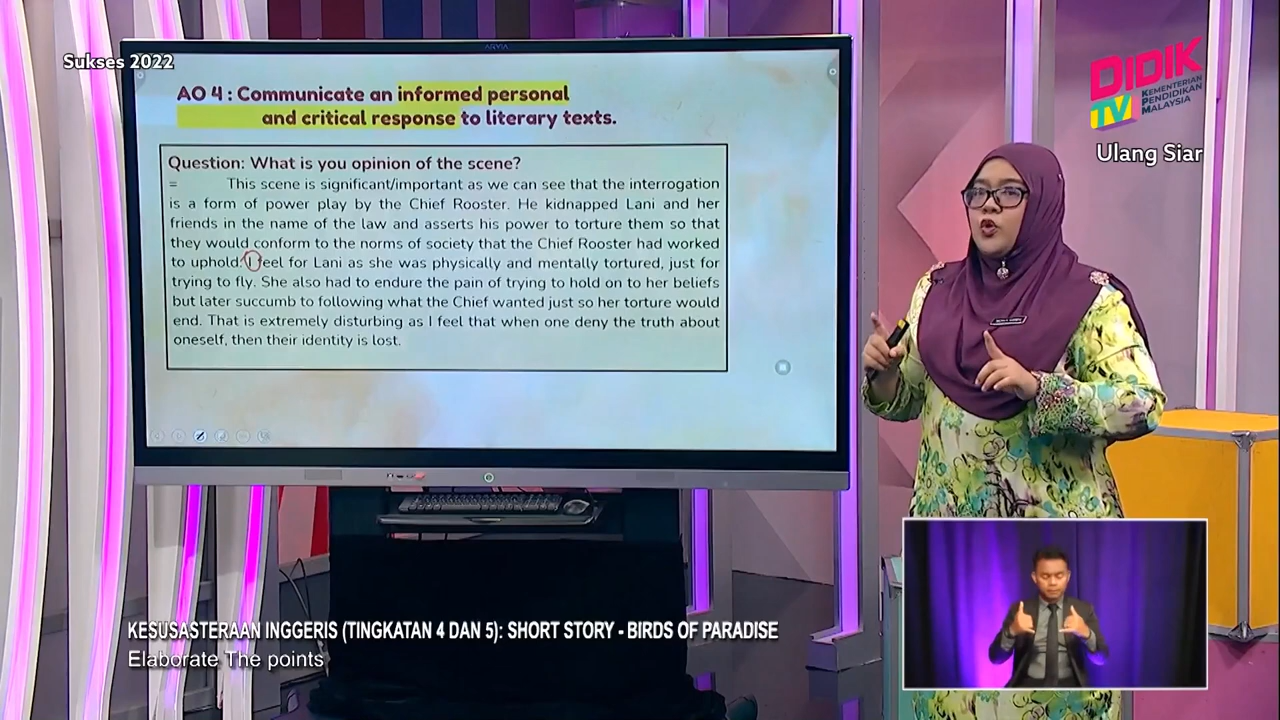 Sukses 2022
AO 4 : Communicate an informed personal
and critical response to literary texts.
Question: What is you opinion of the scene?
= This scene is significant/important as we can see that the interrogation
is a form of power play by the Chief Rooster. He kidnapped Lani and her
friends in the name of the law and asserts his power to torture them so that
they would conform to the norms of society that the Chief Rooster had worked
to uphold. I feel for Lani as she was physically and mentally tortured, just for
trying to fly. She also had to endure the pain of trying to hold on to her beliefs
but later succumb to following what the Chief wanted just so her torture would
end. That is extremely disturbing as I feel that when one deny the truth about
oneself, then their identity is lost.
DIDIK
TV
KEMENTERIAN
PENDIDIKAN
MALAYSIA
Ulang Siar
KESUSASTERAAN INGGERIS (TINGKATAN 4 DAN 5): SHORT STORY - BIRDS OF PARADISE
Elaborate The points